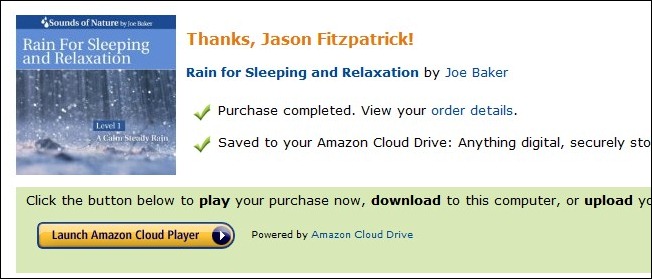 Sounds of Nature by Joe Baker
Rain For Sleeping
and Relaxation
Level 1
A Calm Steady Rain
Thanks, Jason Fitzpatrick!
Rain for Sleeping and Relaxation by Joe Baker
Purchase completed. View your order details.
Saved to your Amazon Cloud Drive: Anything digital, securely sto
Click the button below to play your purchase now, download to this computer, or upload yo
Launch Amazon Cloud Player
Powered by Amazon Cloud Drive